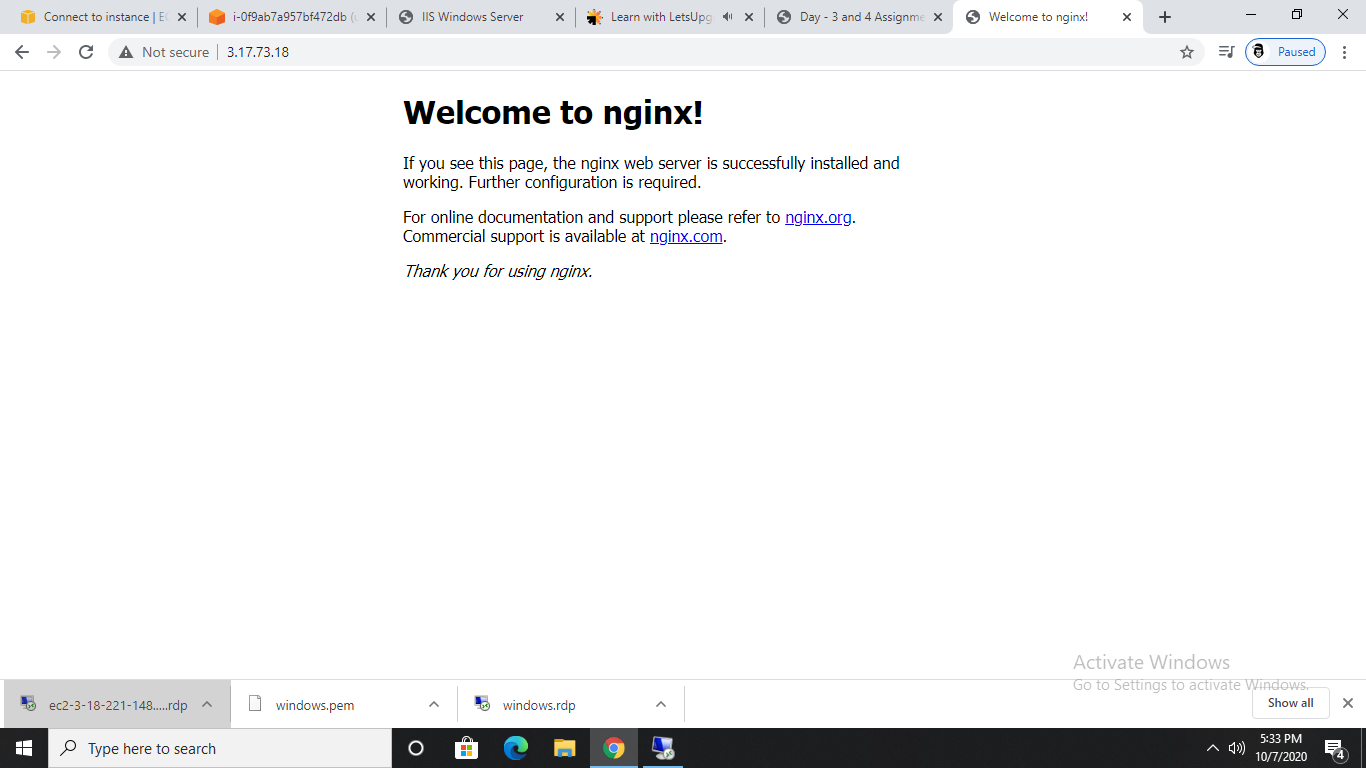 Connect to instance | EC
i-0f9ab7a957bf472db (
IIS Windows Server
Learn with LetsUpg
Day - 3 and 4 Assignme
Welcome to nginx!
Not secure
3.17.73.18
Paused
Welcome to nginx!
If you see this page, the nginx web server is successfully installed and
working. Further configuration is required.
For online documentation and support please refer to nginx.org.
Commercial support is available at nginx.com.
Thank you for using nginx.
Activate Windows
Go to Settings to activate Windows.
ec2-3-18-221-148.....rdp
windows.pem
windows.rdp
Show all
Type here to search
5:33 PM
10/7/2020
4